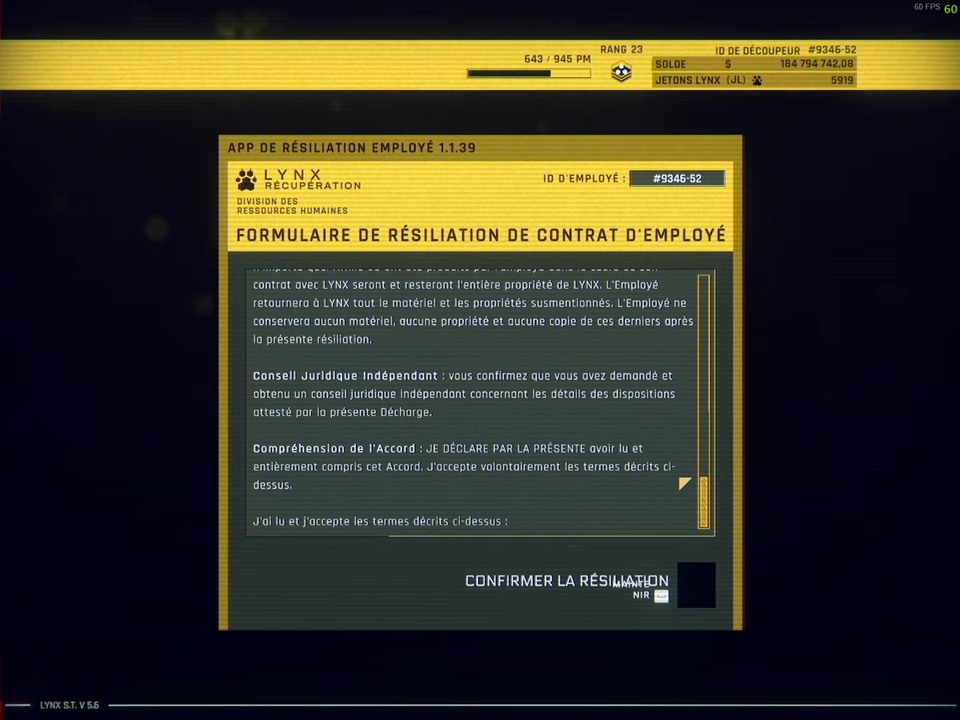 60 FPS 60
643 / 945 PM
RANG 23
ID DE DÉCOUPEUR #9346-52
SOLDE $ 184 794 742,08
JETONS LYNX (JL) 5919
APP DE RÉSILIATION EMPLOYÉ 1.1.39
LYNX
RÉCUPÉRATION
DIVISION DES
RESSOURCES HUMAINES
ID D'EMPLOYÉ : #9346-52
FORMULAIRE DE RÉSILIATION DE CONTRAT D'EMPLOYÉ
contrat avec LYNX seront et resteront l'entière propriété de LYNX. L'Employé
retournera à LYNX tout le matériel et les propriétés susmentionnés. L'Employé ne
conservera aucun matériel, aucune propriété et aucune copie de ces derniers après
la présente résiliation.
Conseil Juridique Indépendant : vous confirmez que vous avez demandé et
obtenu un conseil juridique indépendant concernant les détails des dispositions
attesté par la présente Décharge.
Compréhension de l'Accord : JE DÉCLARE PAR LA PRÉSENTE avoir lu et
entièrement compris cet Accord. J'accepte volontairement les termes décrits ci-
dessus.
J'ai lu et j'accepte les termes décrits ci-dessus :
CONFIRMER LA RÉSILIATION
MAINTE
NIR
LYNX S.T. V 5.6